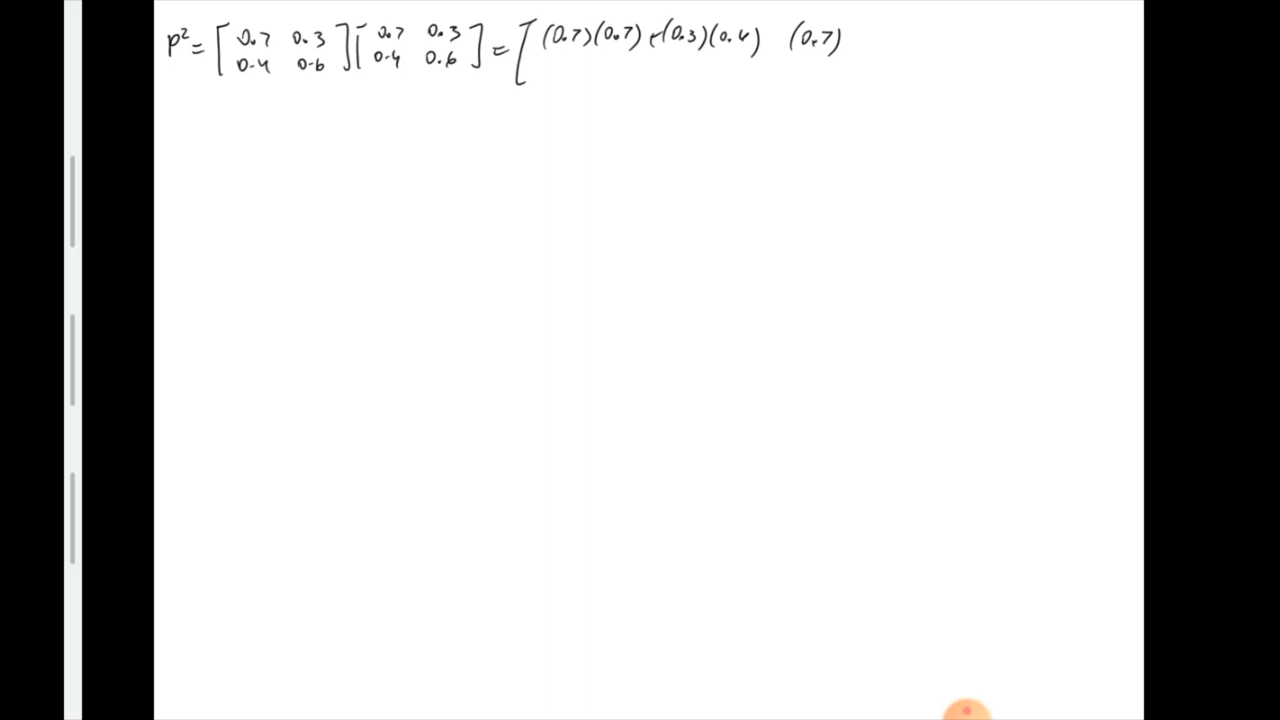 P² = [ 0.7 0.3 ] [ 0.7 0.3 ] = [ (0.7)(0.7) + (0.3)(0.4) (0.7)
0.4 0.6 0.4 0.6